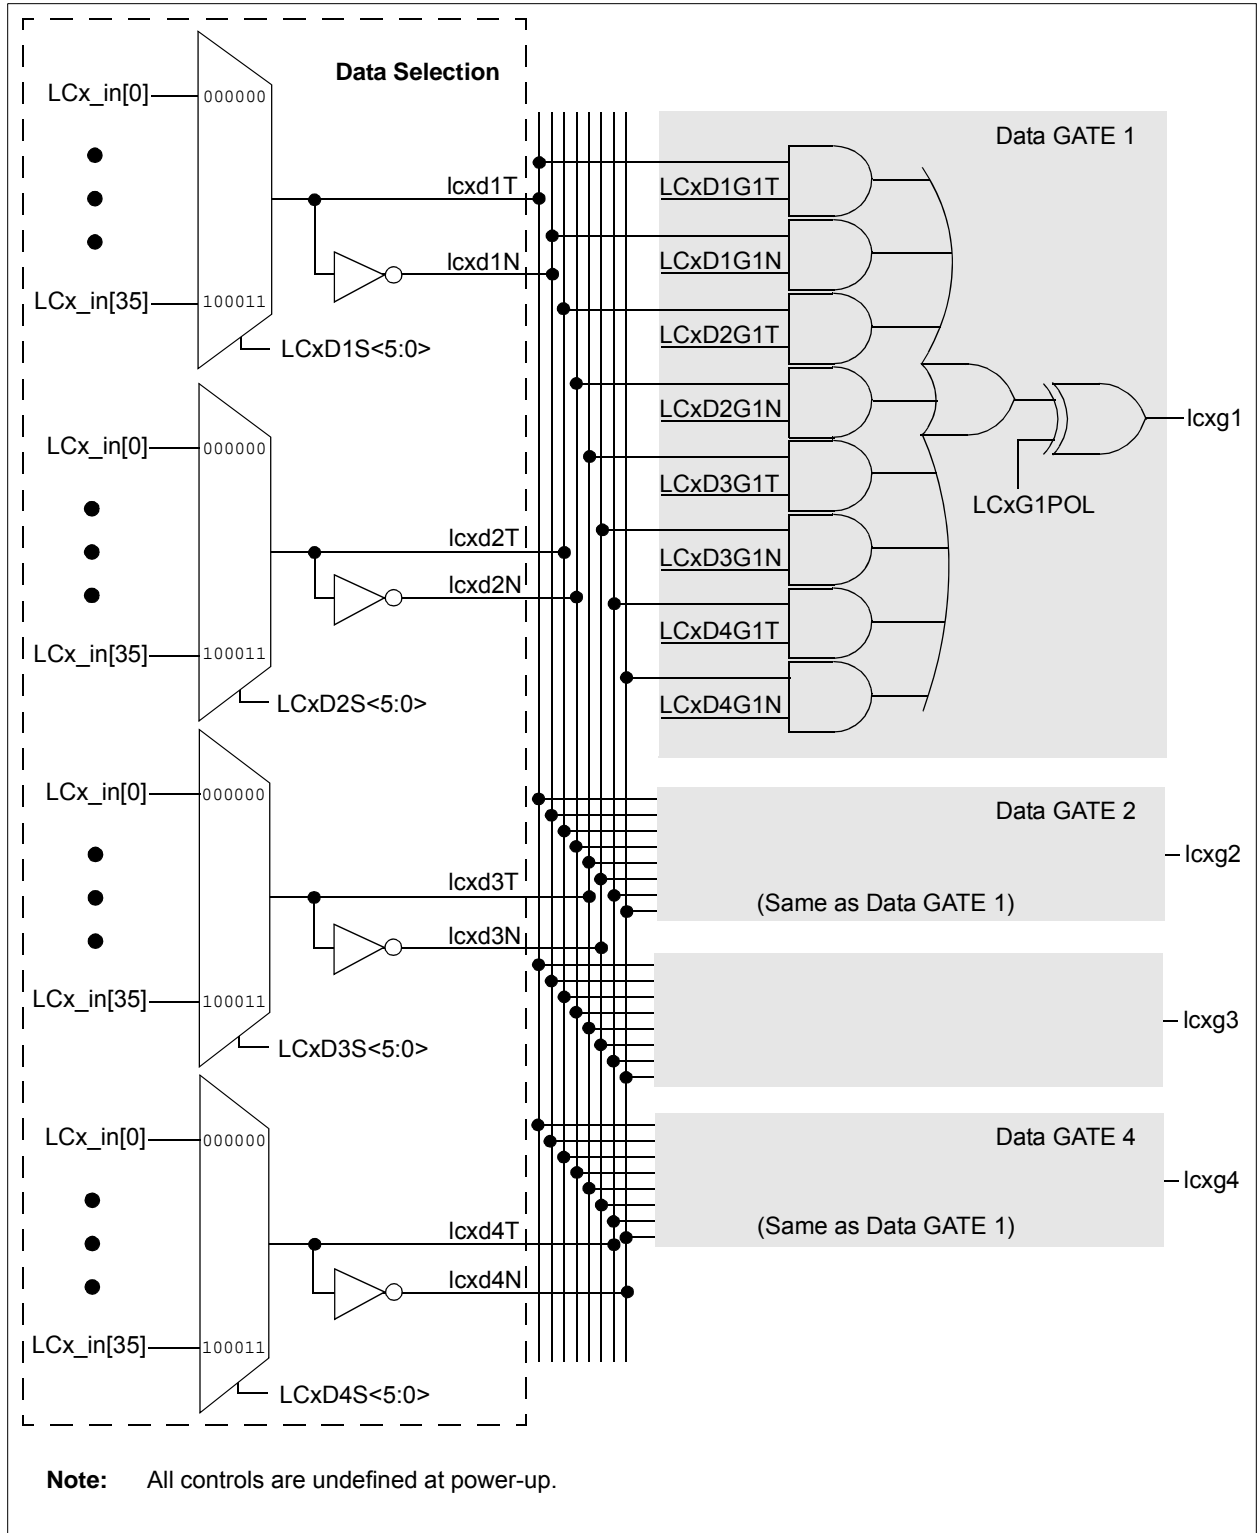 Data Selection
LCx_in[0]
000000
LCx_in[35]
100011
LCxD1S<5:0>
lcxd1T
lcxd1N
LCx_in[0]
000000
LCx_in[35]
100011
LCxD2S<5:0>
lcxd2T
lcxd2N
LCx_in[0]
000000
LCx_in[35]
100011
LCxD3S<5:0>
lcxd3T
lcxd3N
LCx_in[0]
000000
LCx_in[35]
100011
LCxD4S<5:0>
lcxd4T
lcxd4N
Data GATE 1
LCxD1G1T
LCxD1G1N
LCxD2G1T
LCxD2G1N
LCxD3G1T
LCxD3G1N
LCxD4G1T
LCxD4G1N
LCxG1POL
lcxg1
Data GATE 2
(Same as Data GATE 1)
lcxg2
lcxg3
Data GATE 4
(Same as Data GATE 1)
lcxg4
Note: All controls are undefined at power-up.